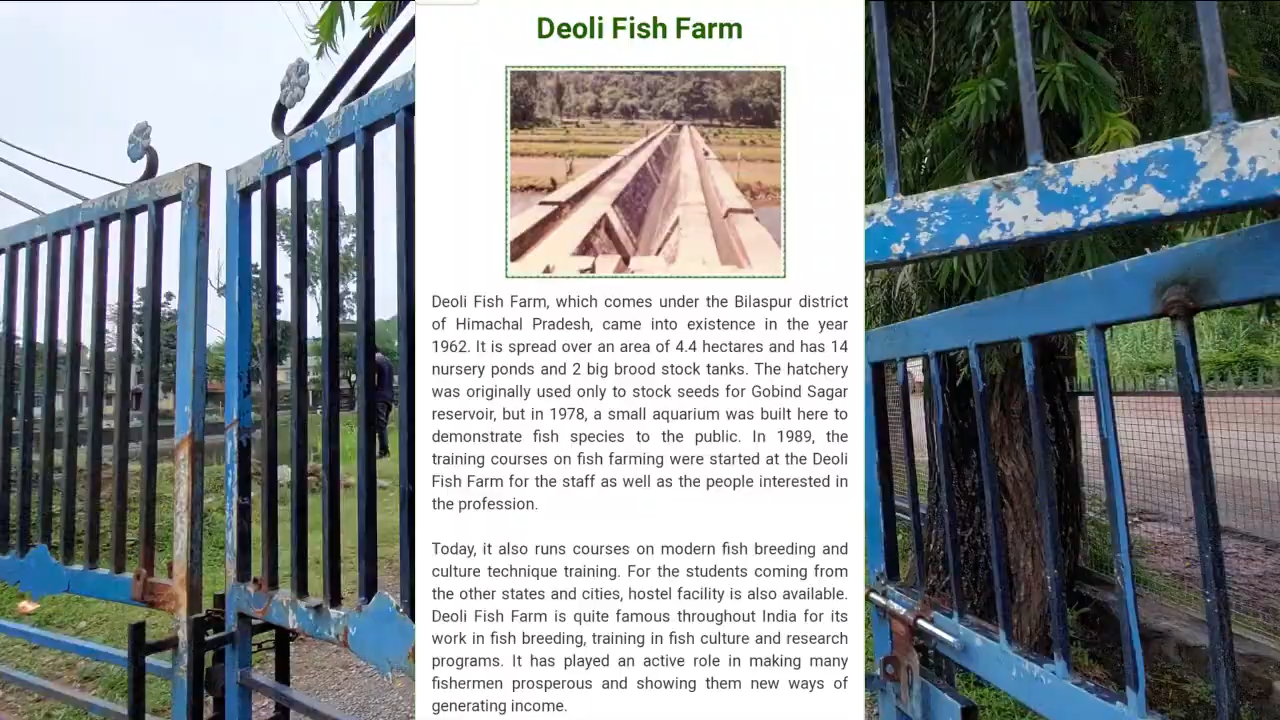 Deoli Fish Farm
Deoli Fish Farm, which comes under the Bilaspur district
of Himachal Pradesh, came into existence in the year
1962. It is spread over an area of 4.4 hectares and has 14
nursery ponds and 2 big brood stock tanks. The hatchery
was originally used only to stock seeds for Gobind Sagar
reservoir, but in 1978, a small aquarium was built here to
demonstrate fish species to the public. In 1989, the
training courses on fish farming were started at the Deoli
Fish Farm for the staff as well as the people interested in
the profession.
Today, it also runs courses on modern fish breeding and
culture technique training. For the students coming from
the other states and cities, hostel facility is also available.
Deoli Fish Farm is quite famous throughout India for its
work in fish breeding, training in fish culture and research
programs. It has played an active role in making many
fishermen prosperous and showing them new ways of
generating income.